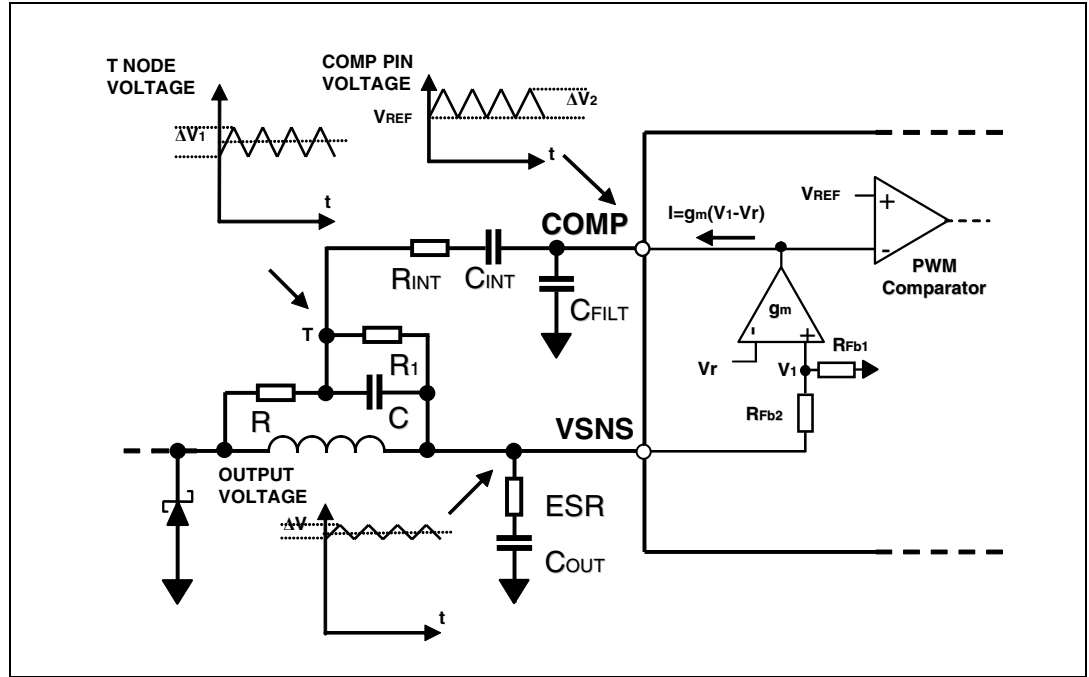 T NODE
VOLTAGE
ΔV1
t
COMP PIN
VOLTAGE
VREF
ΔV2
t
COMP
I=gm(V1-Vr)
VREF
+
-
PWM
Comparator
RINT
CINT
CFILT
gm
-
+
Vr
V1
RFb1
RFb2
T
R1
R
C
VSNS
OUTPUT
VOLTAGE
ΔV
t
ESR
COUT